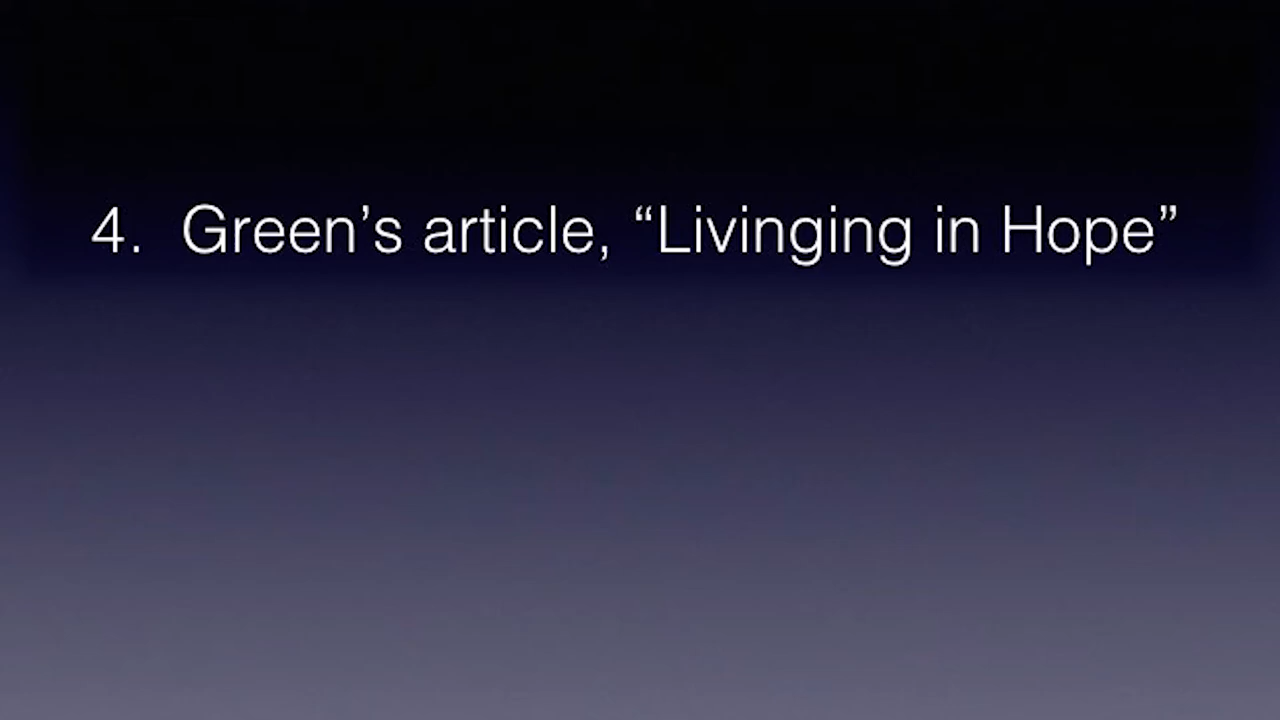 4. Green’s article, “Livinging in Hope”